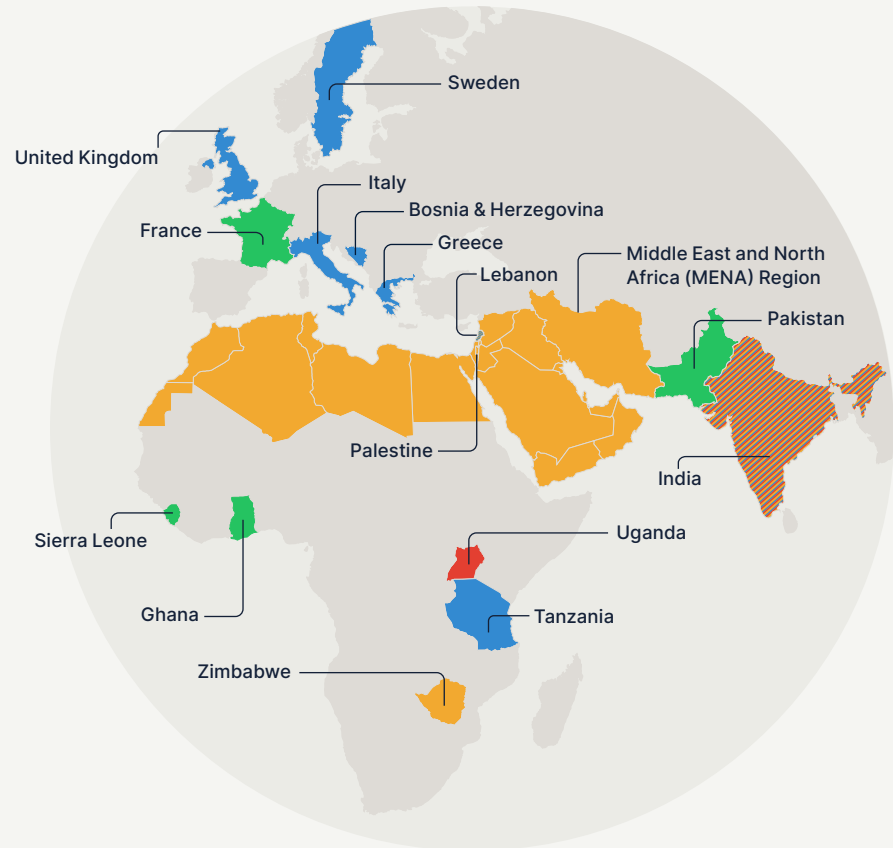 Sweden
United Kingdom
Italy
Bosnia & Herzegovina
France
Greece
Middle East and North
Africa (MENA) Region
Lebanon
Pakistan
Palestine
India
Sierra Leone
Uganda
Ghana
Tanzania
Zimbabwe